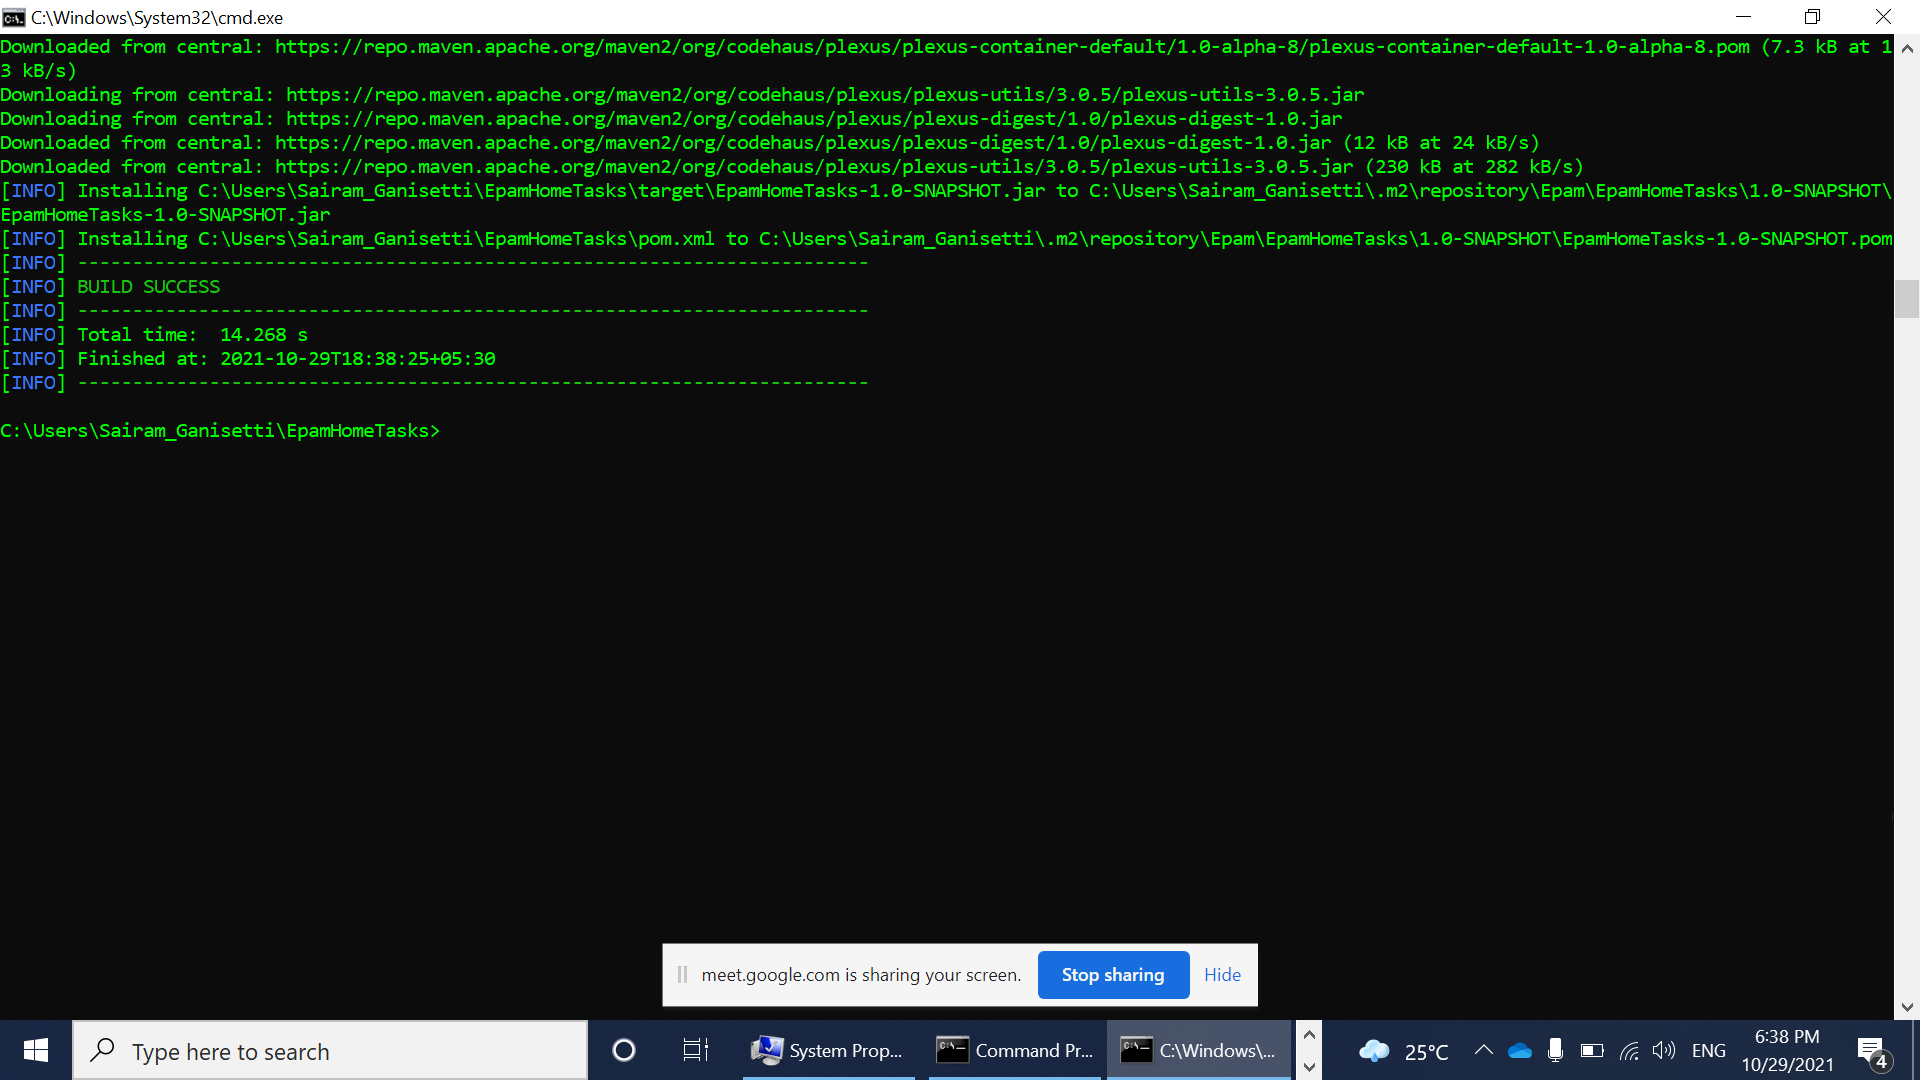 C:\Windows\System32\cmd.exe
Downloaded from central: https://repo.maven.apache.org/maven2/org/codehaus/plexus/plexus-container-default/1.0-alpha-8/plexus-container-default-1.0-alpha-8.pom (7.3 kB at 1
3 kB/s)
Downloading from central: https://repo.maven.apache.org/maven2/org/codehaus/plexus/plexus-utils/3.0.5/plexus-utils-3.0.5.jar
Downloading from central: https://repo.maven.apache.org/maven2/org/codehaus/plexus/plexus-digest/1.0/plexus-digest-1.0.jar
Downloaded from central: https://repo.maven.apache.org/maven2/org/codehaus/plexus/plexus-digest/1.0/plexus-digest-1.0.jar (12 kB at 24 kB/s)
Downloaded from central: https://repo.maven.apache.org/maven2/org/codehaus/plexus/plexus-utils/3.0.5/plexus-utils-3.0.5.jar (230 kB at 282 kB/s)
[INFO] Installing C:\Users\Sairam_Ganisetti\EpamHomeTasks\target\EpamHomeTasks-1.0-SNAPSHOT.jar to C:\Users\Sairam_Ganisetti\.m2\repository\Epam\EpamHomeTasks\1.0-SNAPSHOT\
EpamHomeTasks-1.0-SNAPSHOT.jar
[INFO] Installing C:\Users\Sairam_Ganisetti\EpamHomeTasks\pom.xml to C:\Users\Sairam_Ganisetti\.m2\repository\Epam\EpamHomeTasks\1.0-SNAPSHOT\EpamHomeTasks-1.0-SNAPSHOT.pom
[INFO] ------------------------------------------------------------------------
[INFO] BUILD SUCCESS
[INFO] ------------------------------------------------------------------------
[INFO] Total time:  14.268 s
[INFO] Finished at: 2021-10-29T18:38:25+05:30
[INFO] ------------------------------------------------------------------------
C:\Users\Sairam_Ganisetti\EpamHomeTasks>
meet.google.com is sharing your screen. Stop sharing Hide
Type here to search System Prop... Command Pr... C:\Windows\... 25°C ENG 6:38 PM
10/29/2021 4